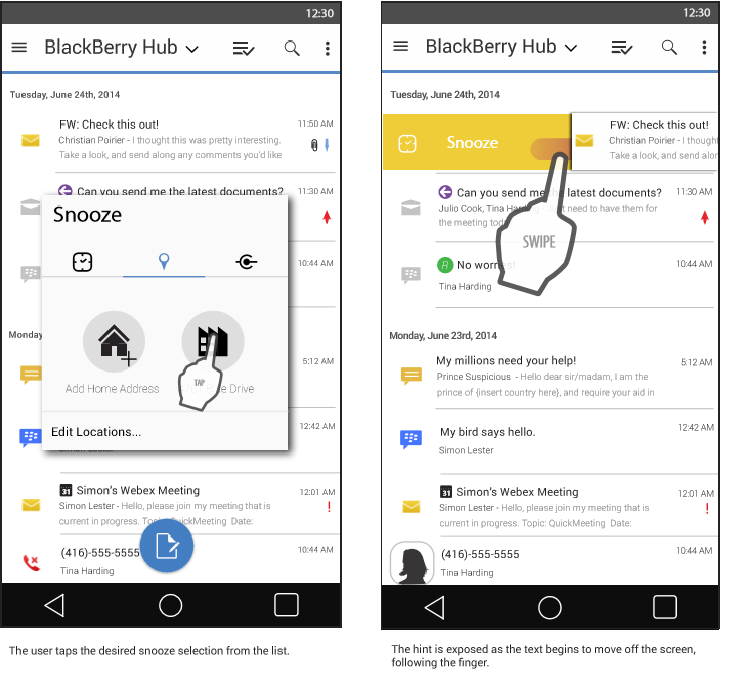 12:30
BlackBerry Hub
Tuesday, June 24th, 2014
FW: Check this out!
11:50 AM
Christian Poirier - I thought this was pretty interesting.
Take a look, and send along any comments you'd like
Can you send me the latest documents?
11:30 AM
Snooze
10:44 AM
Monday
5:12 AM
Add Home Address
Drive
TAP
12:42 AM
Edit Locations...
Simon Lester
31 Simon's Webex Meeting
12:01 AM
Simon Lester - Hello, please join my meeting that is
current in progress. Topic: QuickMeeting Date:
(416)-555-5555
10:44 AM
Tina Harding
The user taps the desired snooze selection from the list.
12:30
BlackBerry Hub
Tuesday, June 24th, 2014
Snooze
FW: Check this out!
Christian Poirier - I though
Take a look, and send alon
Can you send me the latest documents?
11:30 AM
Julio Cook, Tina Harding - Just need to have them for
the meeting today
SWIPE
R No worries!
10:44 AM
Tina Harding
Monday, June 23rd, 2014
My millions need your help!
5:12 AM
Prince Suspicious - Hello dear sir/madam, I am the
prince of {insert country here}, and require your aid in
My bird says hello.
12:42 AM
Simon Lester
31 Simon's Webex Meeting
12:01 AM
Simon Lester - Hello, please join my meeting that is
current in progress. Topic: QuickMeeting Date:
(416)-555-5555
10:44 AM
Tina Harding
The hint is exposed as the text begins to move off the screen,
following the finger.